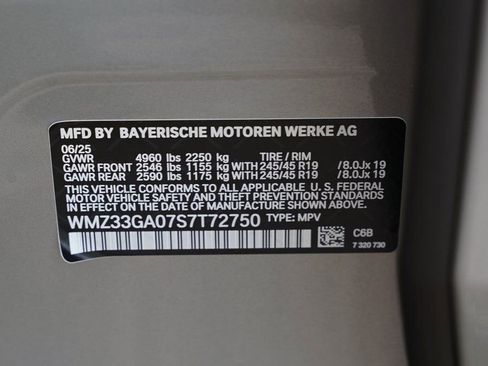 MFD BY BAYERISCHE MOTOREN WERKE AG
06/25
GVWR 4960 lbs 2250 kg TIRE / RIM
GAWR FRONT 2546 lbs 1155 kg 245/45 R19 / 8.0Jx 19
GAWR REAR 2590 lbs 1175 kg 245/45 R19 / 8.0Jx 19
THIS VEHICLE CONFORMS TO ALL APPLICABLE U. S. FEDERAL
MOTOR VEHICLE SAFETY AND THEFT PREVENTION STANDARDS
IN EFFECT ON THE DATE OF MANUFACTURE SHOWN ABOVE.
WMZ33GA07S7T72750 TYPE: MPV
C6B
7 320 730